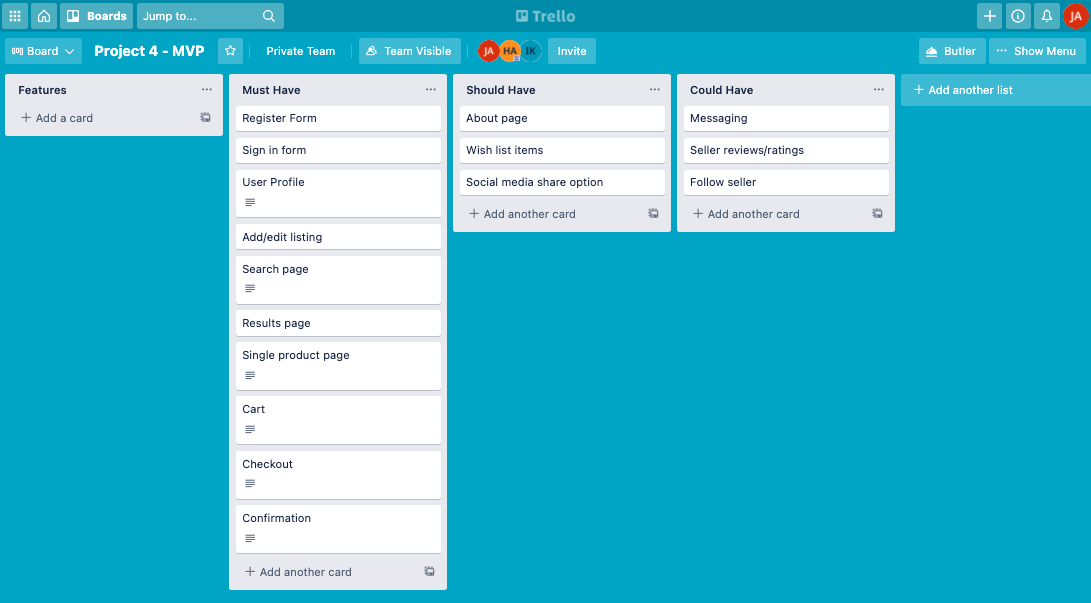 Boards
Jump to...
Trello
JA
Board
Project 4 - MVP
Private Team
Team Visible
JA
HA
IK
Invite
Butler
Show Menu
Features
Add a card
Must Have
Register Form
Sign in form
User Profile
Add/edit listing
Search page
Results page
Single product page
Cart
Checkout
Confirmation
Add another card
Should Have
About page
Wish list items
Social media share option
Add another card
Could Have
Messaging
Seller reviews/ratings
Follow seller
Add another card
Add another list